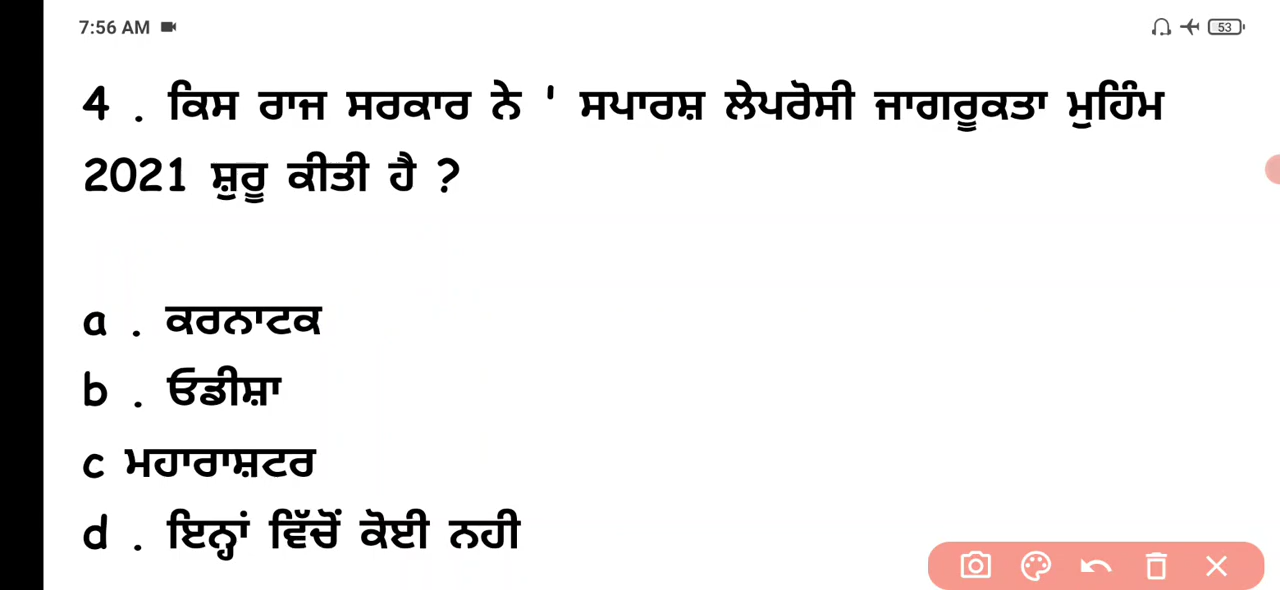 7:56 AM
53
4 . ਕਿਸ ਰਾਜ ਸਰਕਾਰ ਨੇ ' ਸਪਾਰਸ਼ ਲੇਪਰੋਸੀ ਜਾਗਰੂਕਤਾ ਮੁਹਿੰਮ
2021 ਸ਼ੁਰੂ ਕੀਤੀ ਹੈ ?
a . ਕਰਨਾਟਕ
b . ਓਡੀਸ਼ਾ
c ਮਹਾਰਾਸ਼ਟਰ
d . ਇਨ੍ਹਾਂ ਵਿੱਚੋਂ ਕੋਈ ਨਹੀ